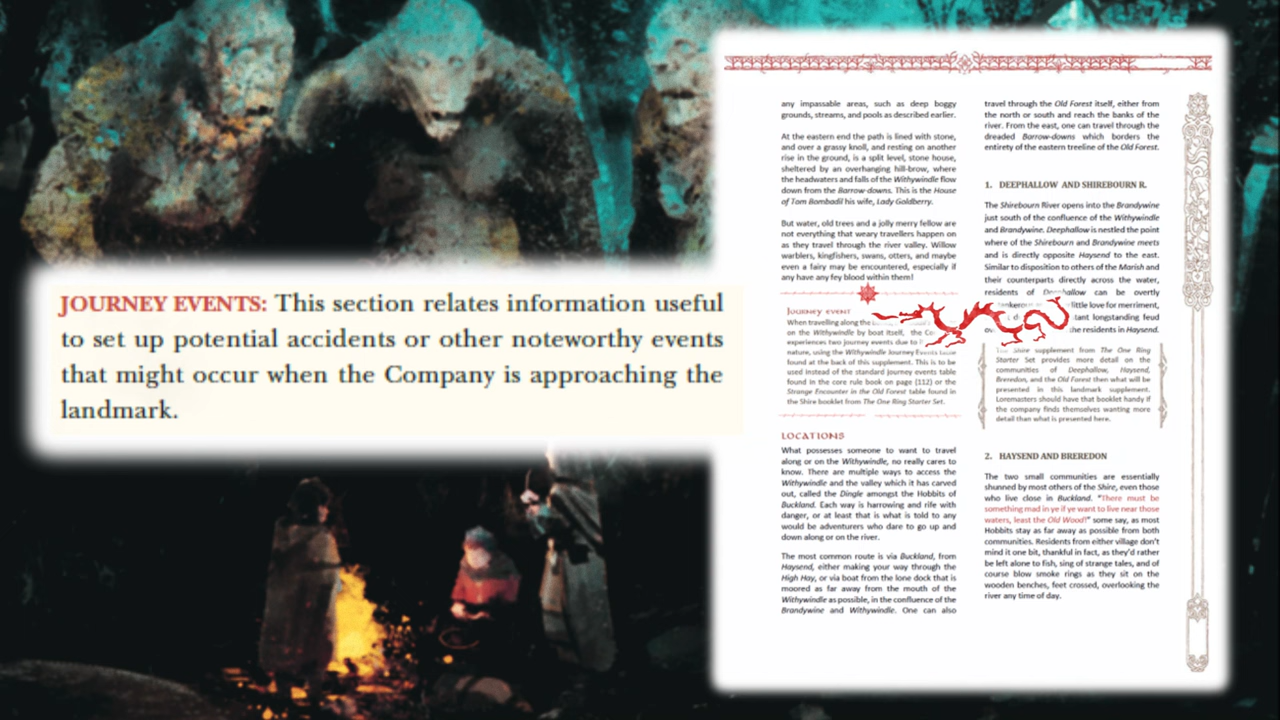 JOURNEY EVENTS: This section relates information useful
to set up potential accidents or other noteworthy events
that might occur when the Company is approaching the
landmark.
any impassable areas, such as deep boggy
grounds, streams, and pools as described earlier.
At the eastern end the path is lined with stone,
and over a grassy knoll, and resting on another
rise in the ground, is a split level, stone house,
sheltered by an overhanging hill-brow, where
the headwaters and falls of the Withywindle flow
down from the Barrow-downs. This is the House
of Tom Bombadil his wife, Lady Goldberry.
But water, old trees and a jolly merry fellow are
not everything that weary travellers happen on
as they travel through the river valley. Willow
warblers, kingfishers, swans, otters, and maybe
even a fairy may be encountered, especially if
any have any fey blood within them!
JOURNEY EVENT
When travelling along the
on the Withywindle by boat itself, the
experiences two journey events due to
nature, using the Withywindle Journey Events table
found at the back of this supplement. This is to be
used instead of the standard journey events table
found in the core rule book on page (112) or the
Strange Encounter in the Old Forest table found in
the Shire booklet from The One Ring Starter Set.
LOCATIONS
What possesses someone to want to travel
along or on the Withywindle, no really cares to
know. There are multiple ways to access the
Withywindle and the valley which it has carved
out, called the Dingle amongst the Hobbits of
Buckland. Each way is harrowing and rife with
danger, or at least that is what is told to any
would be adventurers who dare to go up and
down along or on the river.
The most common route is via Buckland, from
Haysend, either making your way through the
High Hay, or via boat from the lone dock that is
moored as far away from the mouth of the
Withywindle as possible, in the confluence of the
Brandywine and Withywindle. One can also
travel through the Old Forest itself, either from
the north or south and reach the banks of the
river. From the east, one can travel through the
dreaded Barrow-downs which borders the
entirety of the eastern treeline of the Old Forest.
1. DEEPHALLOW AND SHIREBOURN R.
The Shirebourn River opens into the Brandywine
just south of the confluence of the Withywindle
and Brandywine. Deephallow is nestled the point
where of the Shirebourn and Brandywine meets
and is directly opposite Haysend to the east.
Similar to disposition to others of the Marish and
their counterparts directly across the water,
residents of Deephallow can be overtly
little love for merriment,
longstanding feud
the residents in Haysend.
The Shire supplement from The One Ring
Starter Set provides more detail on the
communities of Deephallow, Haysend,
Breredon, and the Old Forest then what will be
presented in this landmark supplement.
Loremasters should have that booklet handy if
the company finds themselves wanting more
detail than what is presented here.
2. HAYSEND AND BREREDON
The two small communities are essentially
shunned by most others of the Shire, even those
who live close in Buckland. “There must be
something mad in ye if ye want to live near those
waters, least the Old Wood!” some say, as most
Hobbits stay as far away as possible from both
communities. Residents from either village don't
mind it one bit, thankful in fact, as they'd rather
be left alone to fish, sing of strange tales, and of
course blow smoke rings as they sit on the
wooden benches, feet crossed, overlooking the
river any time of day.